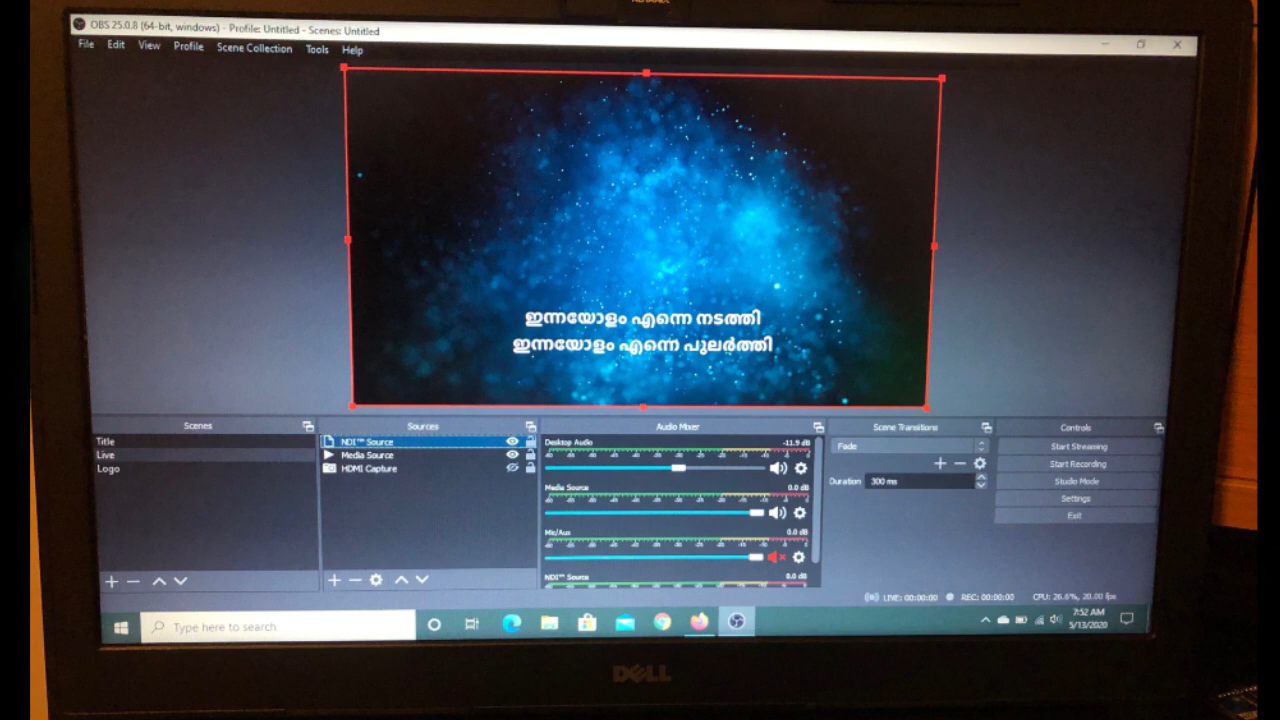 OBS 25.0.8 (64-bit, windows) - Profile: Untitled - Scenes: Untitled
File Edit View Profile Scene Collection Tools Help
ഇന്നയോളം എന്നെ നടത്തി
ഇന്നയോളം എന്നെ പുലർത്തി
Scenes
Title
Live
Logo
Sources
NDI™ Source
Media Source
HDMI Capture
Audio Mixer
Desktop Audio -11.9 dB
Media Source 0.0 dB
Mic/Aux 0.0 dB
NDI™ Source 0.0 dB
Scene Transitions
Fade
Duration 300 ms
Controls
Start Streaming
Start Recording
Studio Mode
Settings
Exit
LIVE: 00:00:00 REC: 00:00:00 CPU: 26.6%, 20.00 fps
Type here to search
7:52 AM
5/13/2020
DELL